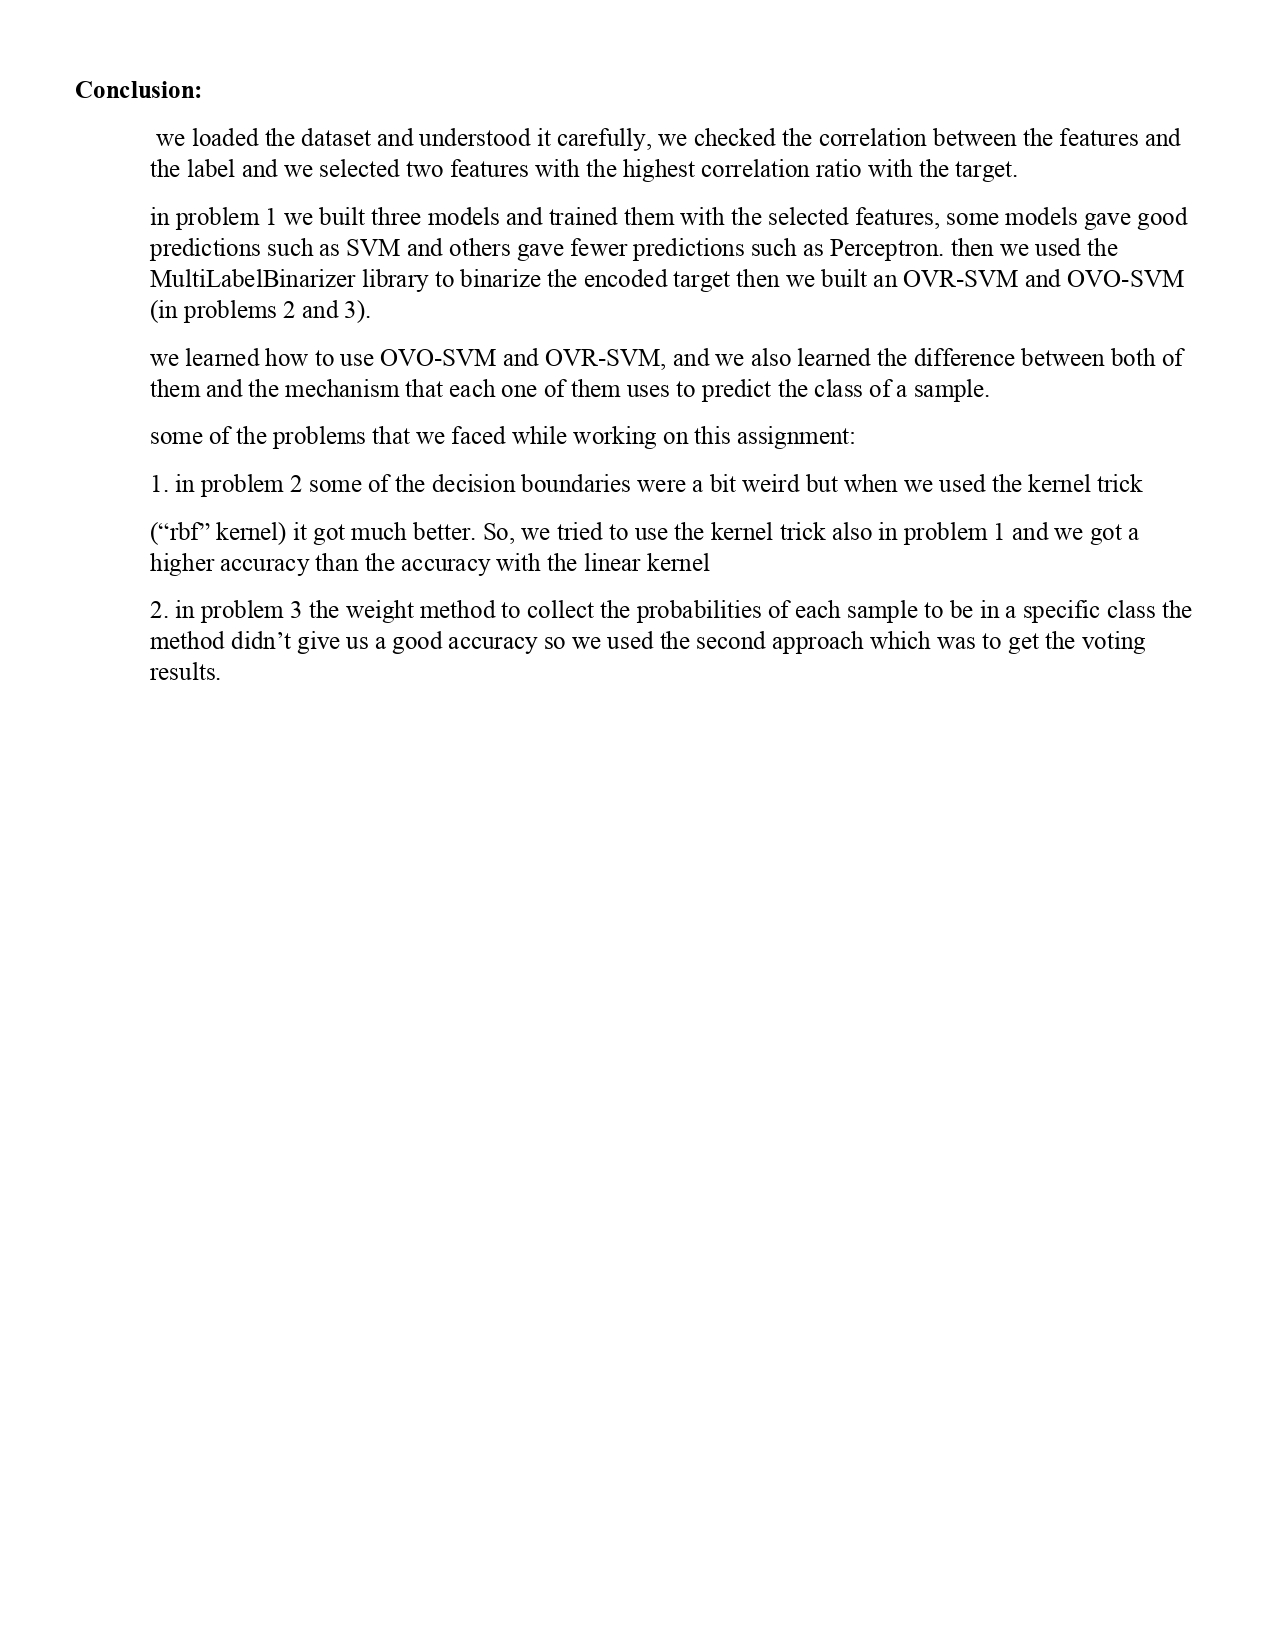 Conclusion:
we loaded the dataset and understood it carefully, we checked the correlation between the features and
the label and we selected two features with the highest correlation ratio with the target.
in problem 1 we built three models and trained them with the selected features, some models gave good
predictions such as SVM and others gave fewer predictions such as Perceptron. then we used the
MultiLabelBinarizer library to binarize the encoded target then we built an OVR-SVM and OVO-SVM
(in problems 2 and 3).
we learned how to use OVO-SVM and OVR-SVM, and we also learned the difference between both of
them and the mechanism that each one of them uses to predict the class of a sample.
some of the problems that we faced while working on this assignment:
1. in problem 2 some of the decision boundaries were a bit weird but when we used the kernel trick
(“rbf” kernel) it got much better. So, we tried to use the kernel trick also in problem 1 and we got a
higher accuracy than the accuracy with the linear kernel
2. in problem 3 the weight method to collect the probabilities of each sample to be in a specific class the
method didn’t give us a good accuracy so we used the second approach which was to get the voting
results.